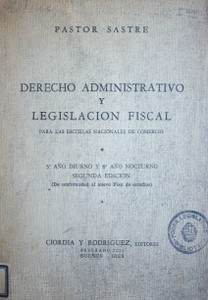 PASTOR SASTRE
DERECHO ADMINISTRATIVO
Y
LEGISLACION FISCAL
PARA LAS ESCUELAS NACIONALES DE COMERCIO
5º AÑO DIURNO Y 6º AÑO NOCTURNO
SEGUNDA EDICION
(De conformidad al nuevo Plan de estudios)
CIORDIA Y RODRIGUEZ, EDITORES
BELGRANO
BUENOS AIRES